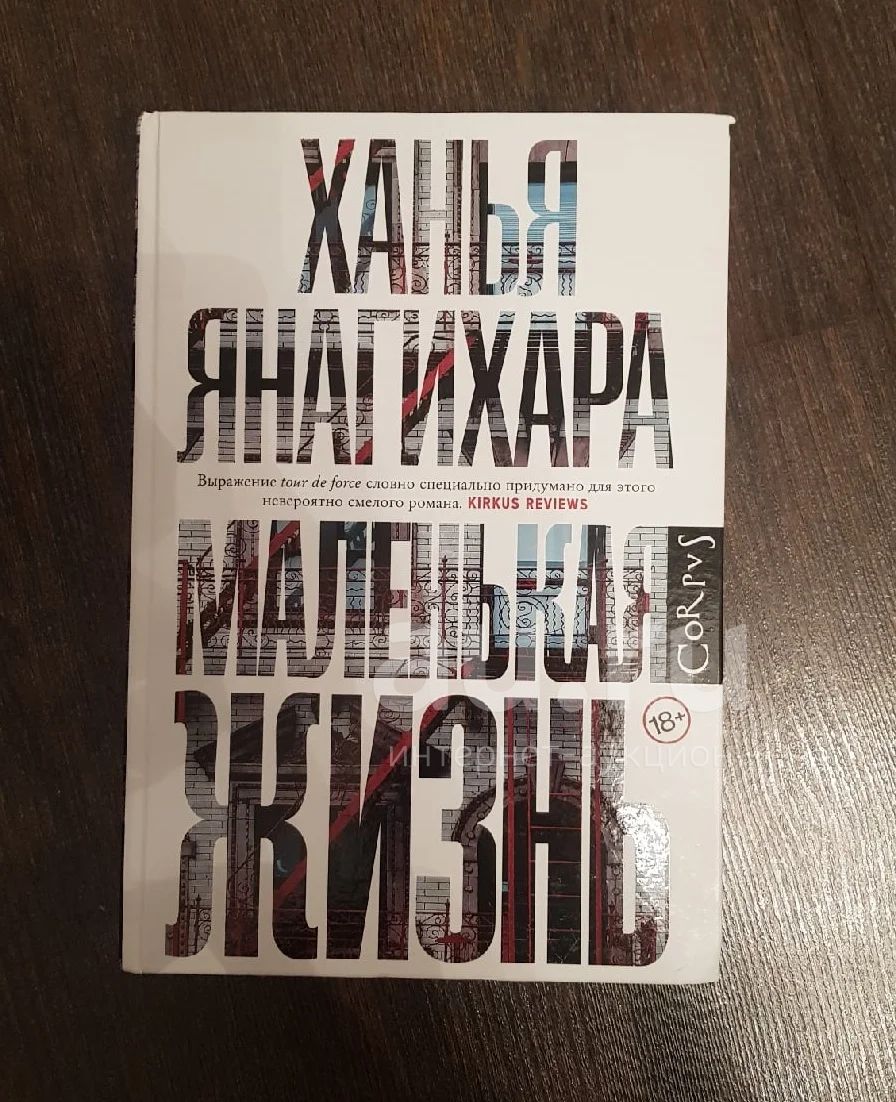 ХАНЬЯ
ЯНАГИХАРА
Выражение tour de force словно специально придумано для этого
невероятно смелого романа. KIRKUS REVIEWS
МАЛЕНЬКАЯ
CORPVS
ЖИЗНЬ
18+